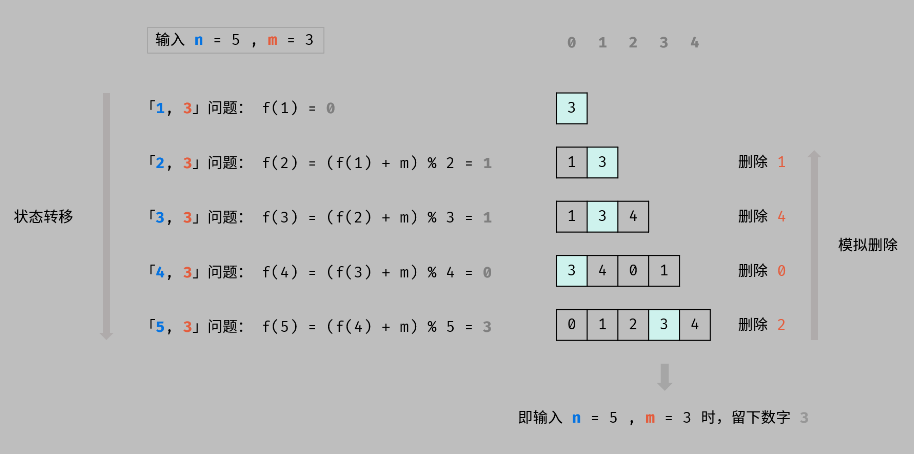 输入 n = 5 , m = 3
0 1 2 3 4
「1, 3」问题: f(1) = 0
3
「2, 3」问题: f(2) = (f(1) + m) % 2 = 1
1 3
删除 1
「3, 3」问题: f(3) = (f(2) + m) % 3 = 1
1 3 4
删除 4
状态转移
模拟删除
「4, 3」问题: f(4) = (f(3) + m) % 4 = 0
3 4 0 1
删除 0
「5, 3」问题: f(5) = (f(4) + m) % 5 = 3
0 1 2 3 4
删除 2
即输入 n = 5 , m = 3 时，留下数字 3